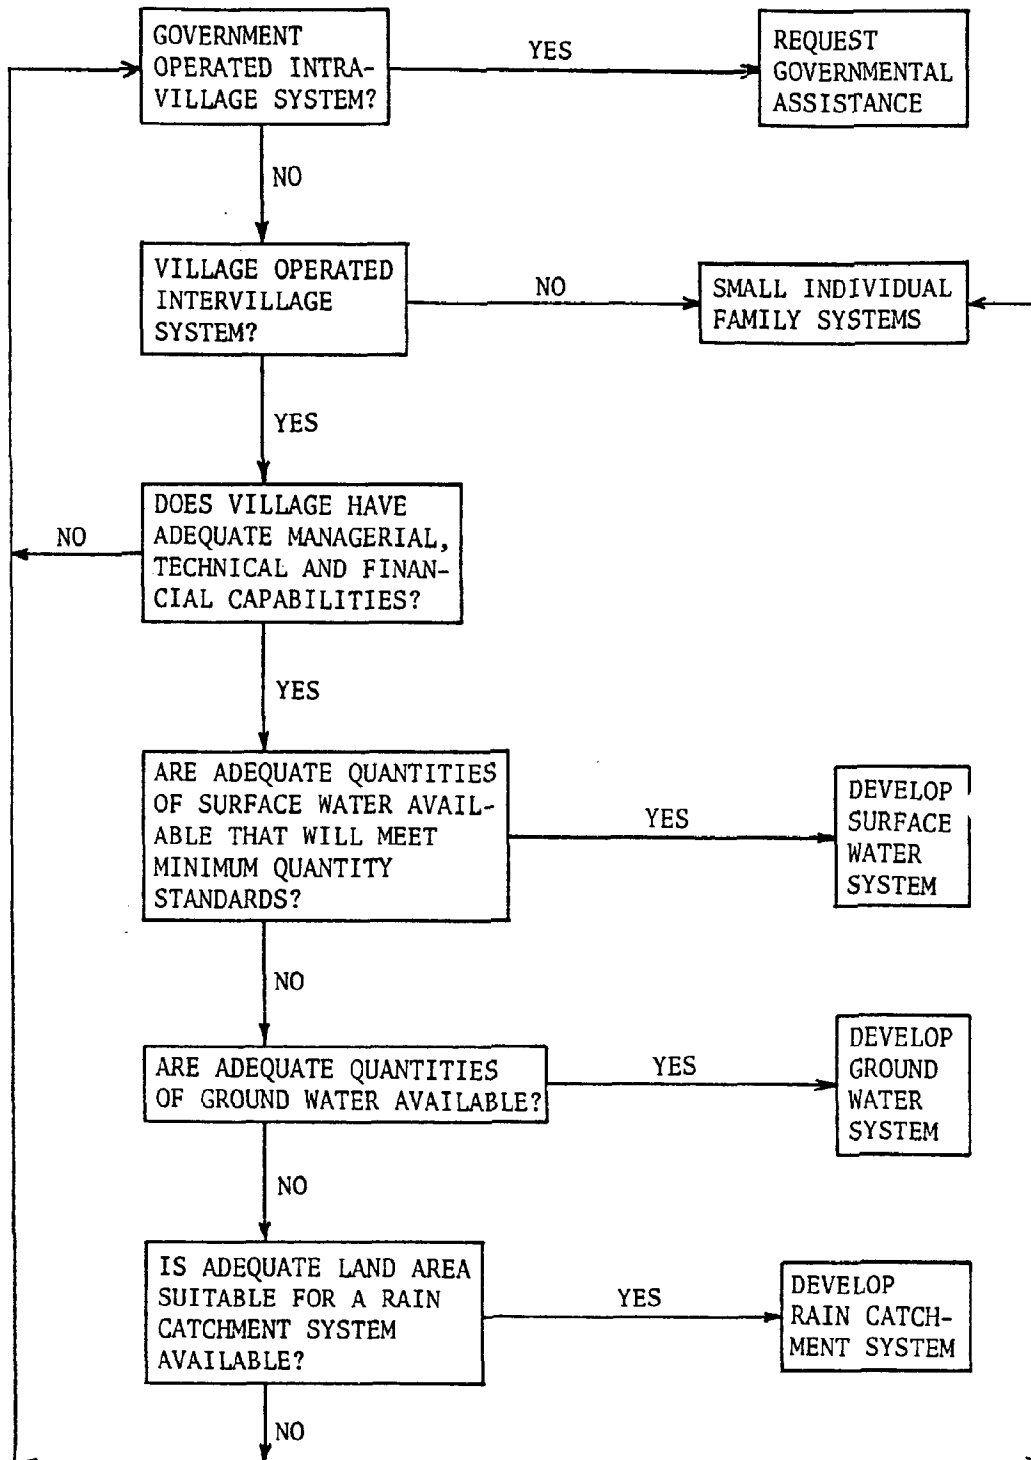 GOVERNMENT
OPERATED INTRA-
VILLAGE SYSTEM?
YES
REQUEST
GOVERNMENTAL
ASSISTANCE
NO
VILLAGE OPERATED
INTERVILLAGE
SYSTEM?
NO
SMALL INDIVIDUAL
FAMILY SYSTEMS
YES
DOES VILLAGE HAVE
ADEQUATE MANAGERIAL,
TECHNICAL AND FINAN-
CIAL CAPABILITIES?
NO
YES
ARE ADEQUATE QUANTITIES
OF SURFACE WATER AVAIL-
ABLE THAT WILL MEET
MINIMUM QUANTITY
STANDARDS?
YES
DEVELOP
SURFACE
WATER
SYSTEM
NO
ARE ADEQUATE QUANTITIES
OF GROUND WATER AVAILABLE?
YES
DEVELOP
GROUND
WATER
SYSTEM
NO
IS ADEQUATE LAND AREA
SUITABLE FOR A RAIN
CATCHMENT SYSTEM
AVAILABLE?
YES
DEVELOP
RAIN CATCH-
MENT SYSTEM
NO